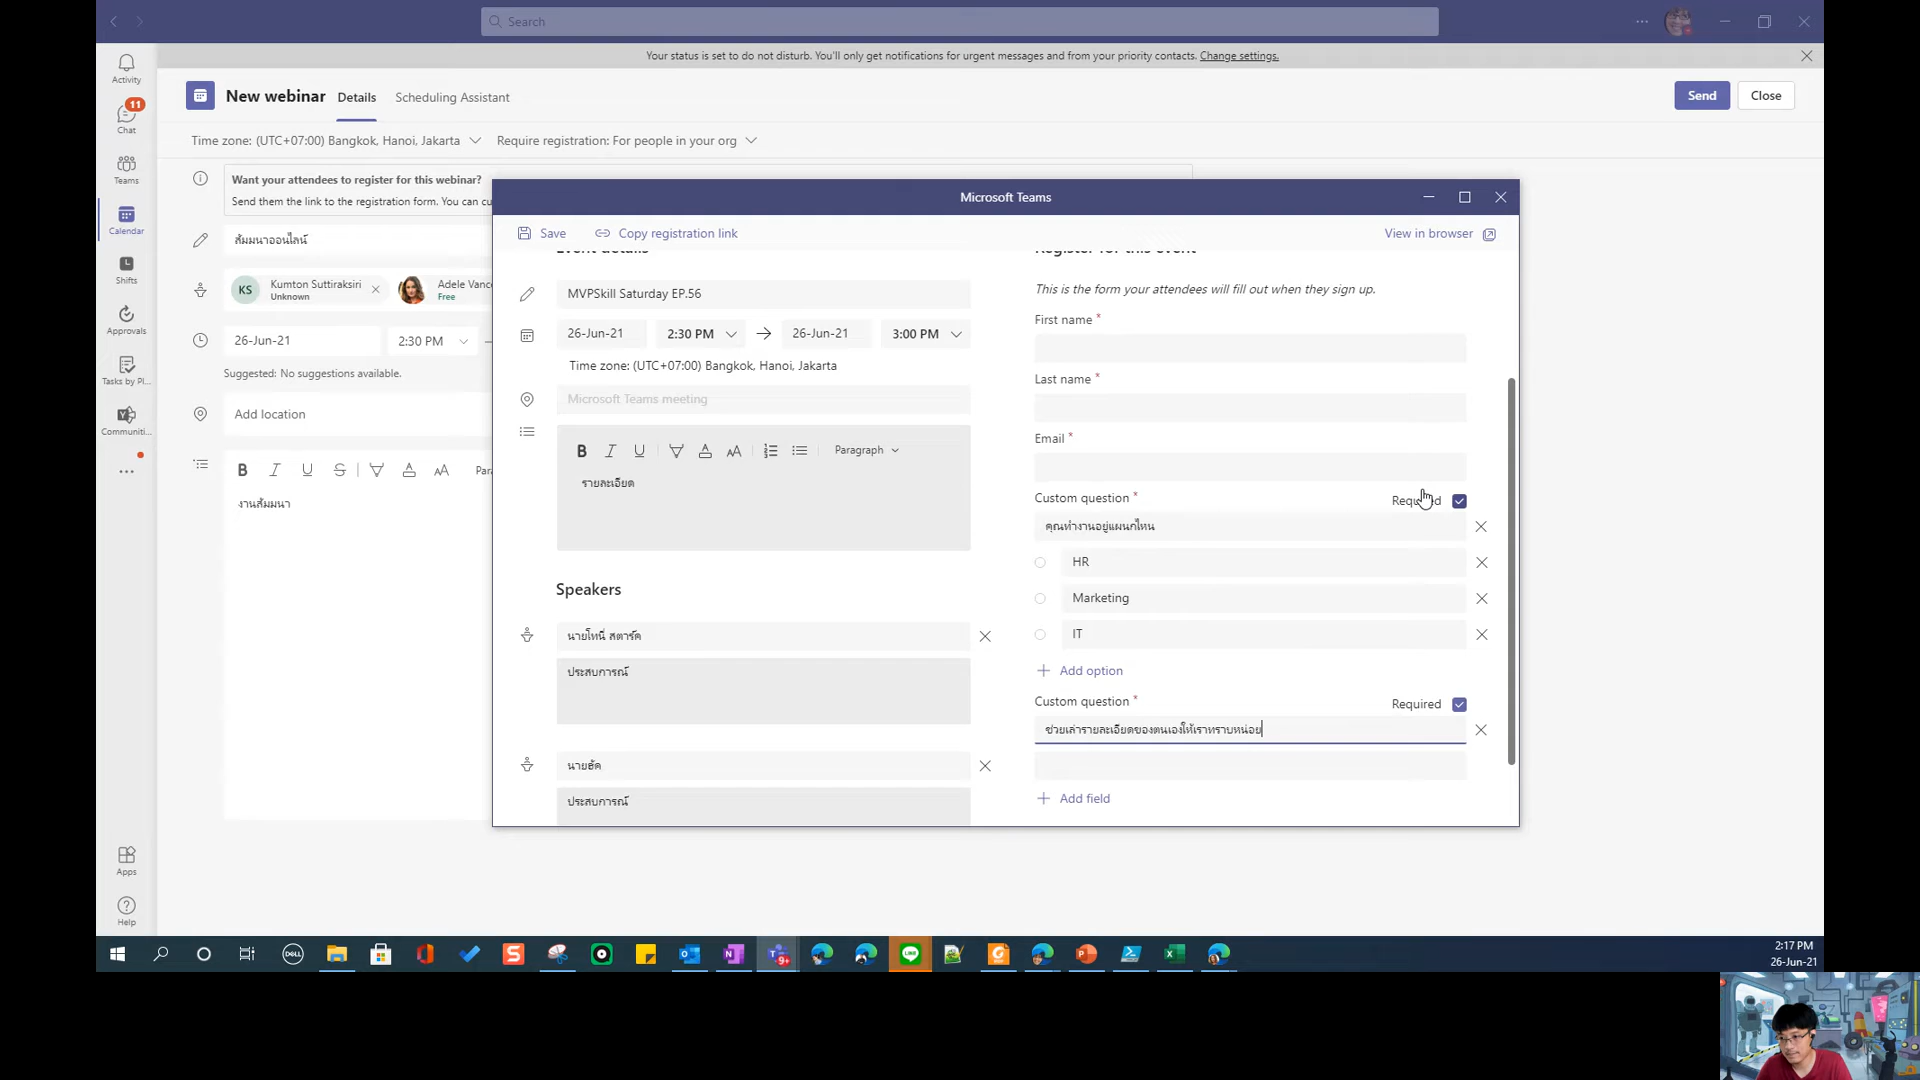 Search
Your status is set to do not disturb. You'll only get notifications for urgent messages and from your priority contacts. Change settings.
Activity
11
Chat
Teams
Calendar
Shifts
Approvals
Tasks by Pl...
Communiti...
Apps
Help
New webinar
Details
Scheduling Assistant
Send
Close
Time zone: (UTC+07:00) Bangkok, Hanoi, Jakarta
Require registration: For people in your org
Want your attendees to register for this webinar?
Send them the link to the registration form. You can cu
สัมมนาออนไลน์
KS
Kumton Suttiraksiri
Unknown
Adele Vanc
Free
26-Jun-21
2:30 PM
Suggested: No suggestions available.
Add location
B I U S A AA Par
งานสัมมนา
Microsoft Teams
Save
Copy registration link
View in browser
Event details
MVPSkill Saturday EP.56
26-Jun-21
2:30 PM
26-Jun-21
3:00 PM
Time zone: (UTC+07:00) Bangkok, Hanoi, Jakarta
Microsoft Teams meeting
B I U A AA Paragraph
รายละเอียด
Speakers
นายโทนี่ สตาร์ค
ประสบการณ์
นายฮัค
ประสบการณ์
Register for this event
This is the form your attendees will fill out when they sign up.
First name *
Last name *
Email *
Custom question *
Required
คุณทำงานอยู่แผนกไหน
HR
Marketing
IT
Add option
Custom question *
Required
ช่วยเล่ารายละเอียดของตนเองให้เราทราบหน่อย
Add field
DELL
S
9+
LINE
2:17 PM
26-Jun-21